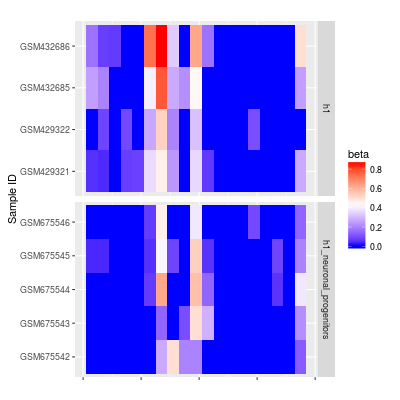 GSM432686
GSM432685
GSM429322
GSM429321
h1
GSM675546
GSM675545
GSM675544
GSM675543
GSM675542
h1_neuronal_progenitors
Sample ID
beta
0.8
0.6
0.4
0.2
0.0